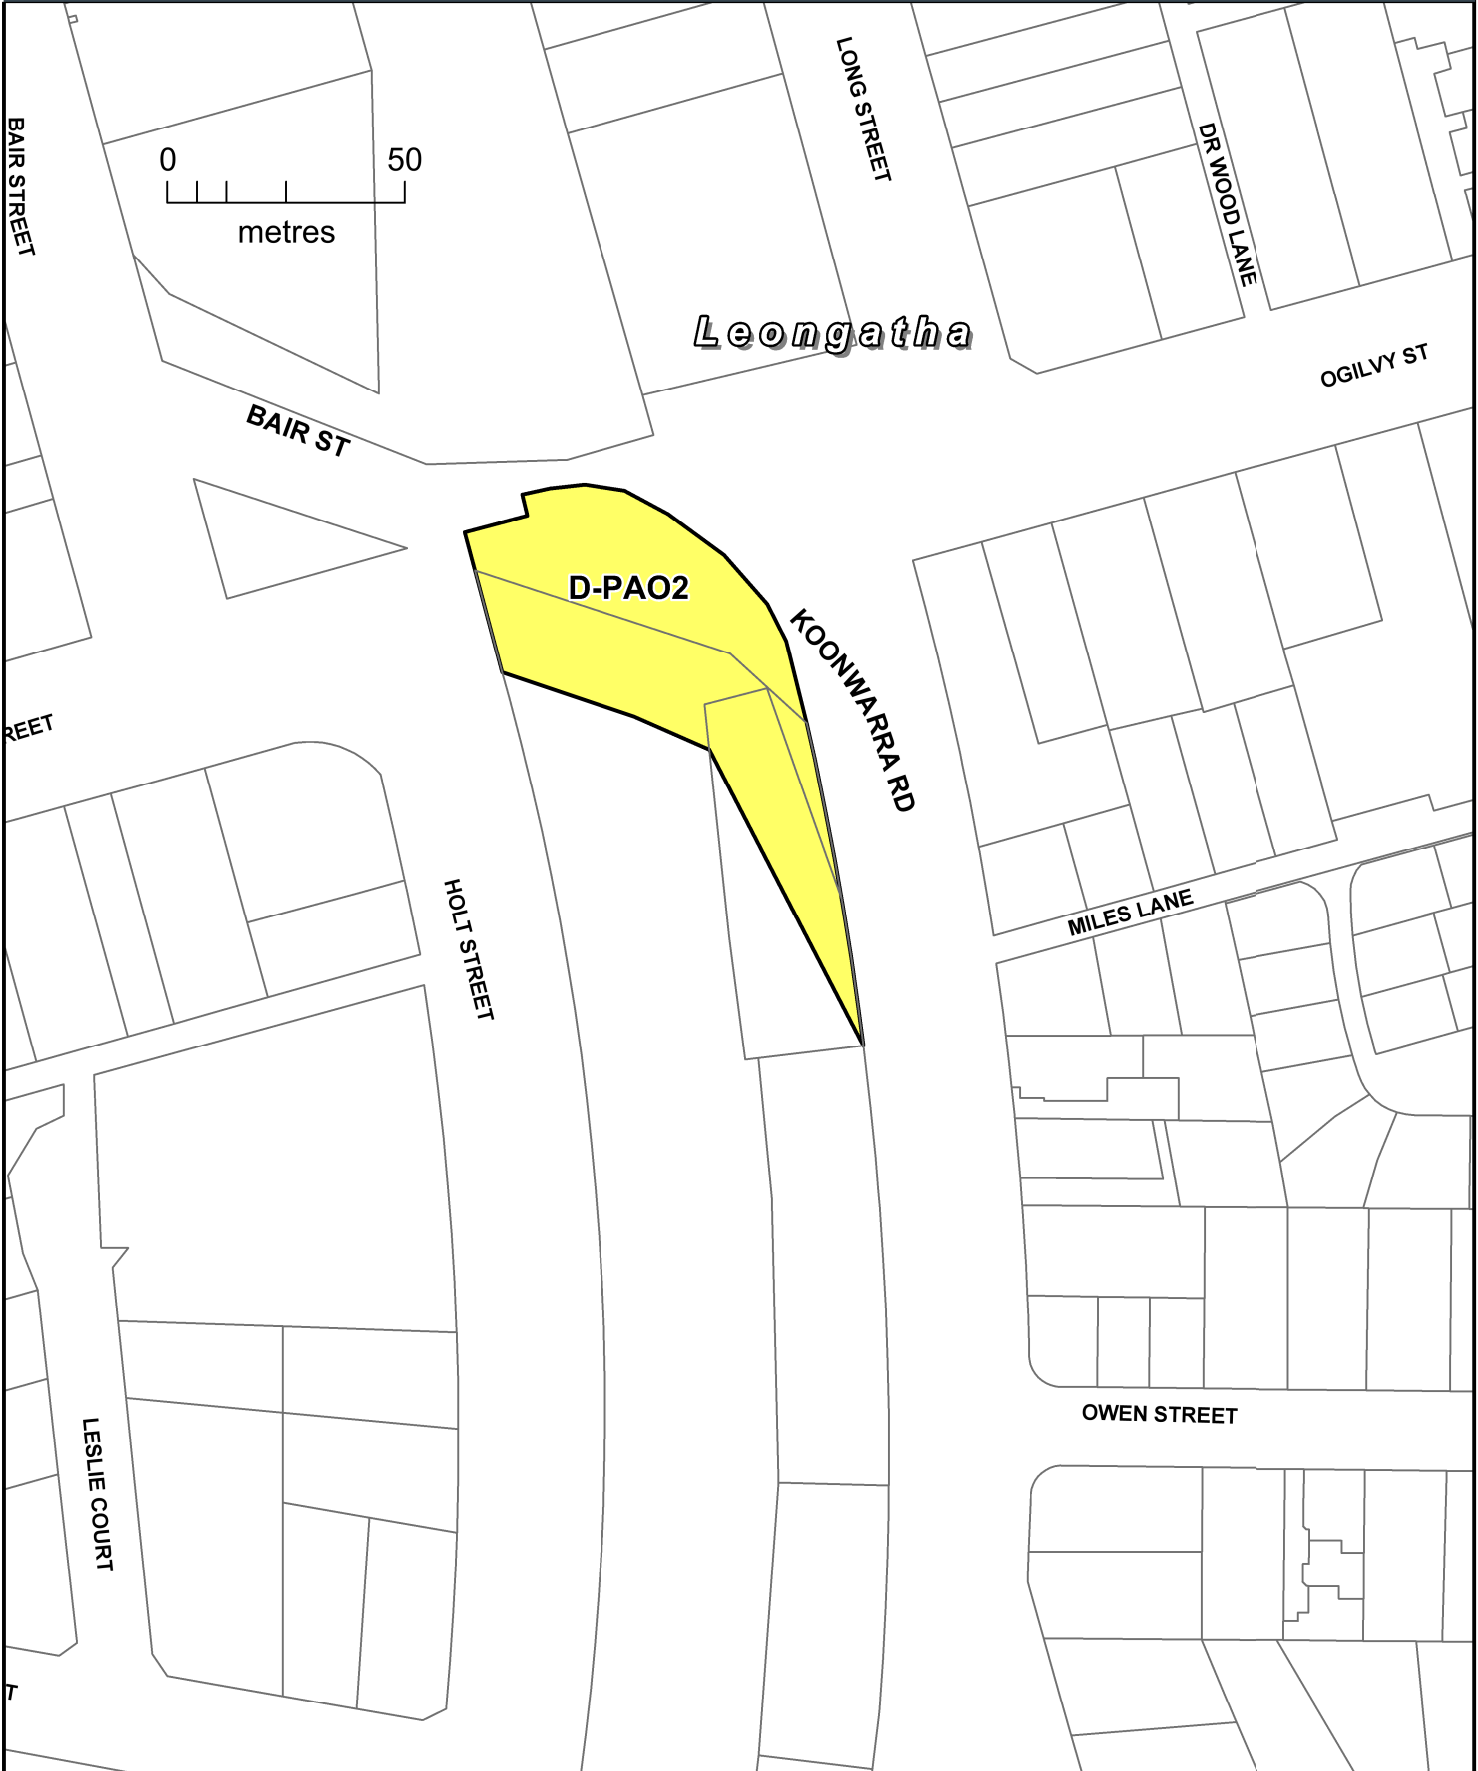 LONG STREET
BAIR STREET
DR WOOD LANE
0 50
metres
Leongatha
OGILVY ST
BAIR ST
D-PAO2
KOONWARRA RD
REET
HOLT STREET
MILES LANE
OWEN STREET
LESLIE COURT
T